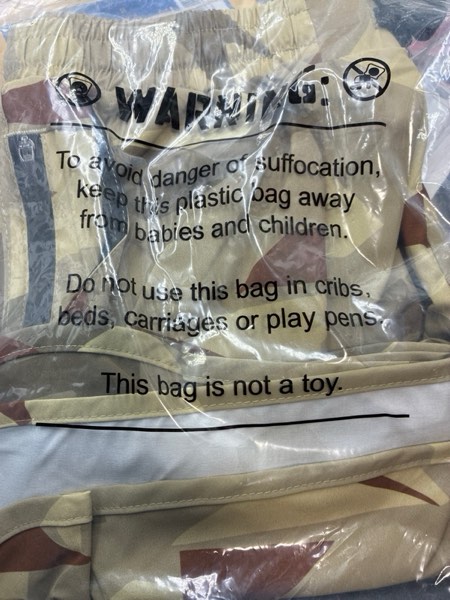 WARNING:
To avoid danger of suffocation,
keep this plastic bag away
from babies and children.
Do not use this bag in cribs,
beds, carriages or play pens.
This bag is not a toy.